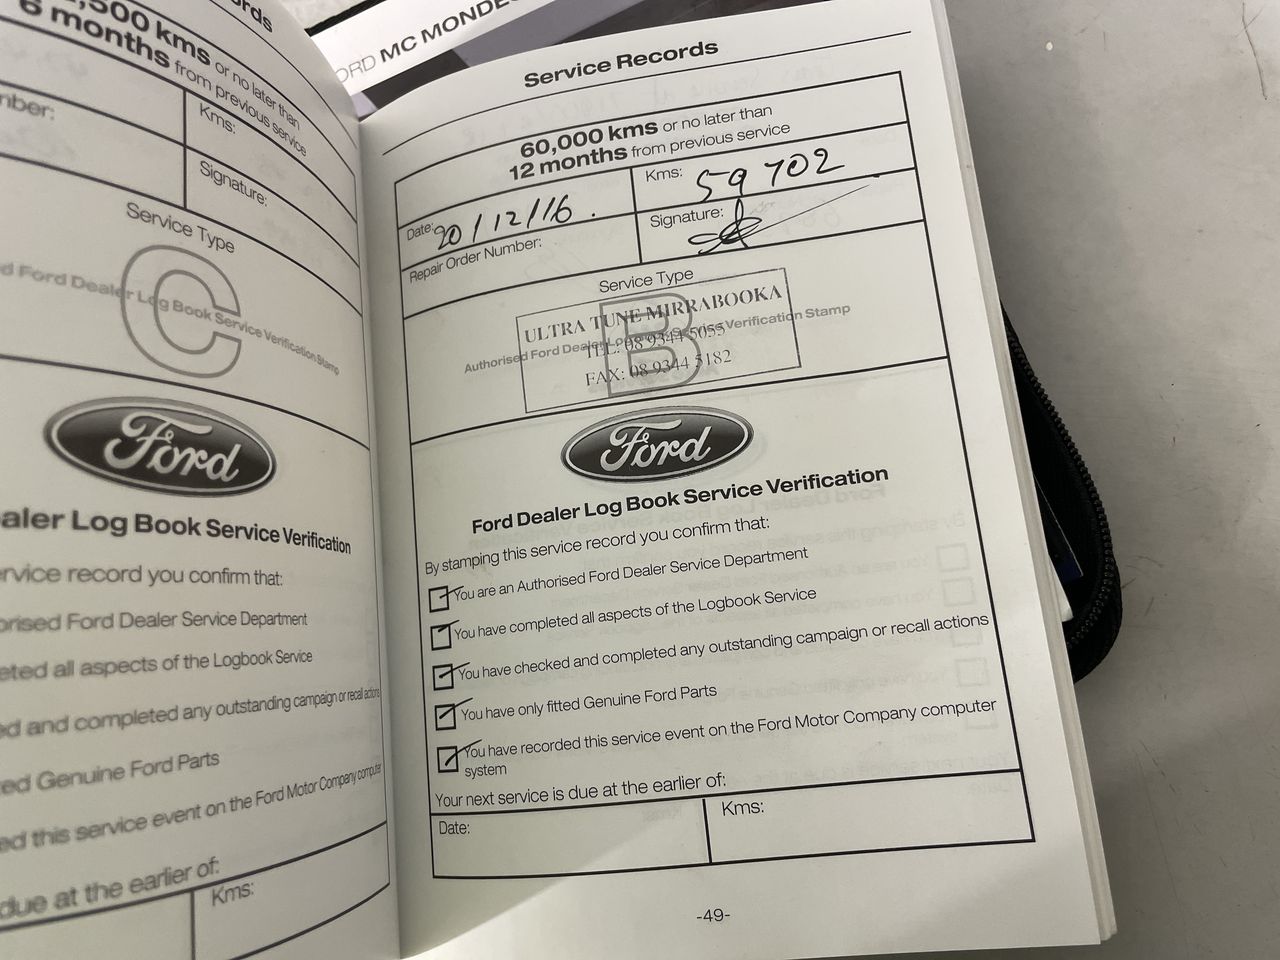 ords
,500 kms or no later than
6 months from previous service
mber:
Kms:
Signature:
Service Type
C
d Ford Dealer Log Book Service Verification Stamp
Ford
ealer Log Book Service Verification
ervice record you confirm that:
orised Ford Dealer Service Department
eted all aspects of the Logbook Service
ed and completed any outstanding campaign or recall actions
ted Genuine Ford Parts
ed this service event on the Ford Motor Company computer
due at the earlier of:
Kms:
ORD MC MONDE
Service Records
60,000 kms or no later than
12 months from previous service
Date: 20/12/16.
Kms: 59 702
Repair Order Number:
Signature:
Service Type
B
ULTRA TUNE MIRRABOOKA
Authorised Ford Dealer Log Book Service Verification Stamp
TEL: 08 9344 5055
FAX: 08 9344 5182
Ford
Ford Dealer Log Book Service Verification
By stamping this service record you confirm that:
You are an Authorised Ford Dealer Service Department
You have completed all aspects of the Logbook Service
You have checked and completed any outstanding campaign or recall actions
You have only fitted Genuine Ford Parts
You have recorded this service event on the Ford Motor Company computer
system
Your next service is due at the earlier of:
Date:
Kms:
-49-